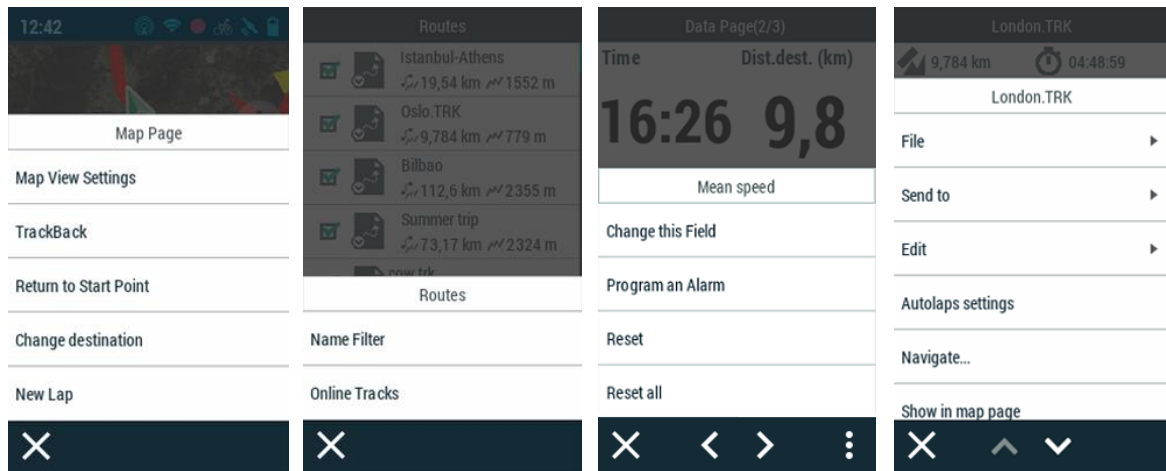 12:42
Map Page
Map View Settings
TrackBack
Return to Start Point
Change destination
New Lap
Routes
Istanbul-Athens
19,54 km 1552 m
Oslo.TRK
9,784 km 779 m
Bilbao
112,6 km 2355 m
Summer trip
73,17 km 2324 m
cow.trk
Routes
Name Filter
Online Tracks
Data Page(2/3)
Time Dist.dest. (km)
16:26 9,8
Mean speed
Change this Field
Program an Alarm
Reset
Reset all
London.TRK
9,784 km 04:48:59
London.TRK
File
Send to
Edit
Autolaps settings
Navigate...
Show in map page